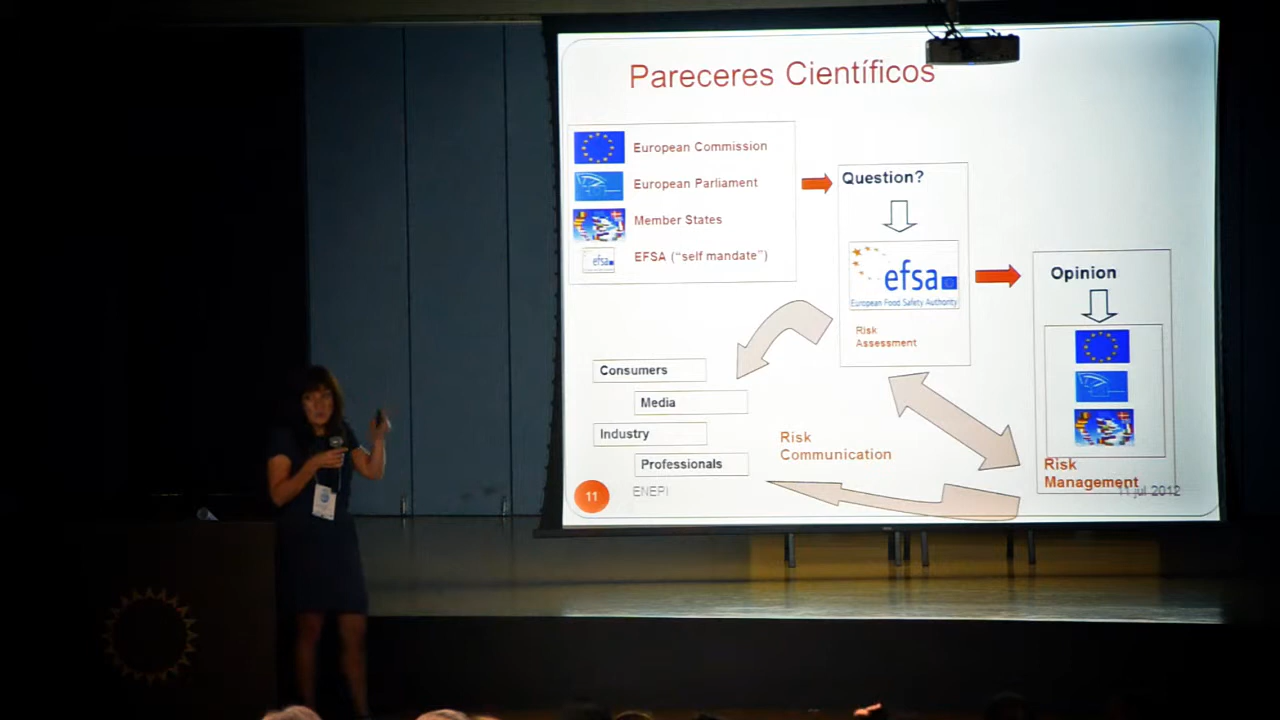 Pareceres Científicos
European Commission
European Parliament
Member States
efsa
EFSA ("self mandate")
Question?
efsa
European Food Safety Authority
Risk
Assessment
Opinion
Consumers
Media
Industry
Professionals
Risk
Communication
Risk
Management
11
ENEPI
11 jul 2012